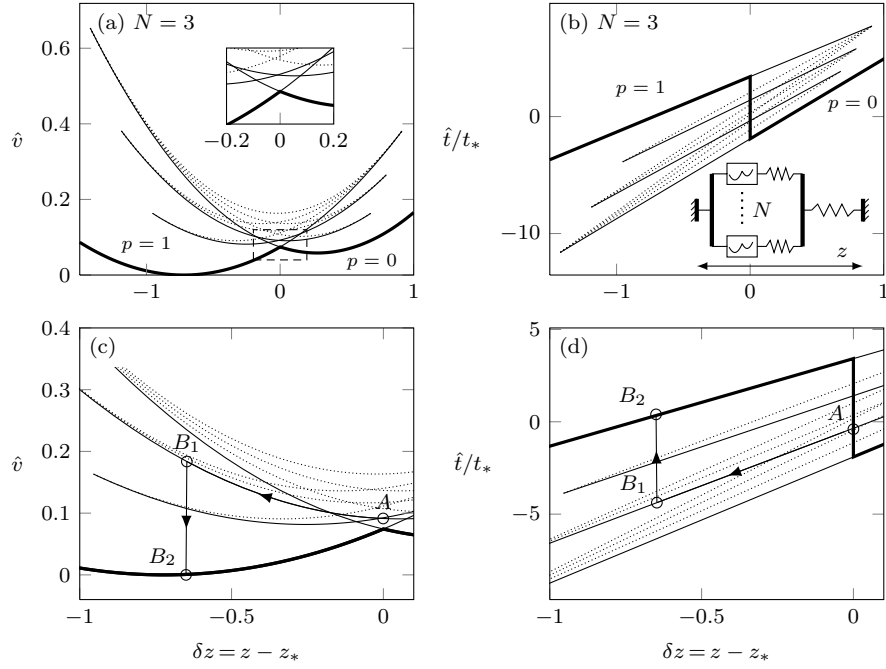 (a) N = 3
0.6
0.4
0.2
0
v̂
−0.2 0 0.2
p = 1
p = 0
−1 0 1
(b) N = 3
0
−10
t̂/t*
p = 1
p = 0
N
z
−1 0 1
(c)
0.4
0.3
0.2
0.1
0
v̂
B1
A
B2
−1 −0.5 0
δz = z − z*
(d)
5
0
−5
t̂/t*
B2
A
B1
−1 −0.5 0
δz = z − z*